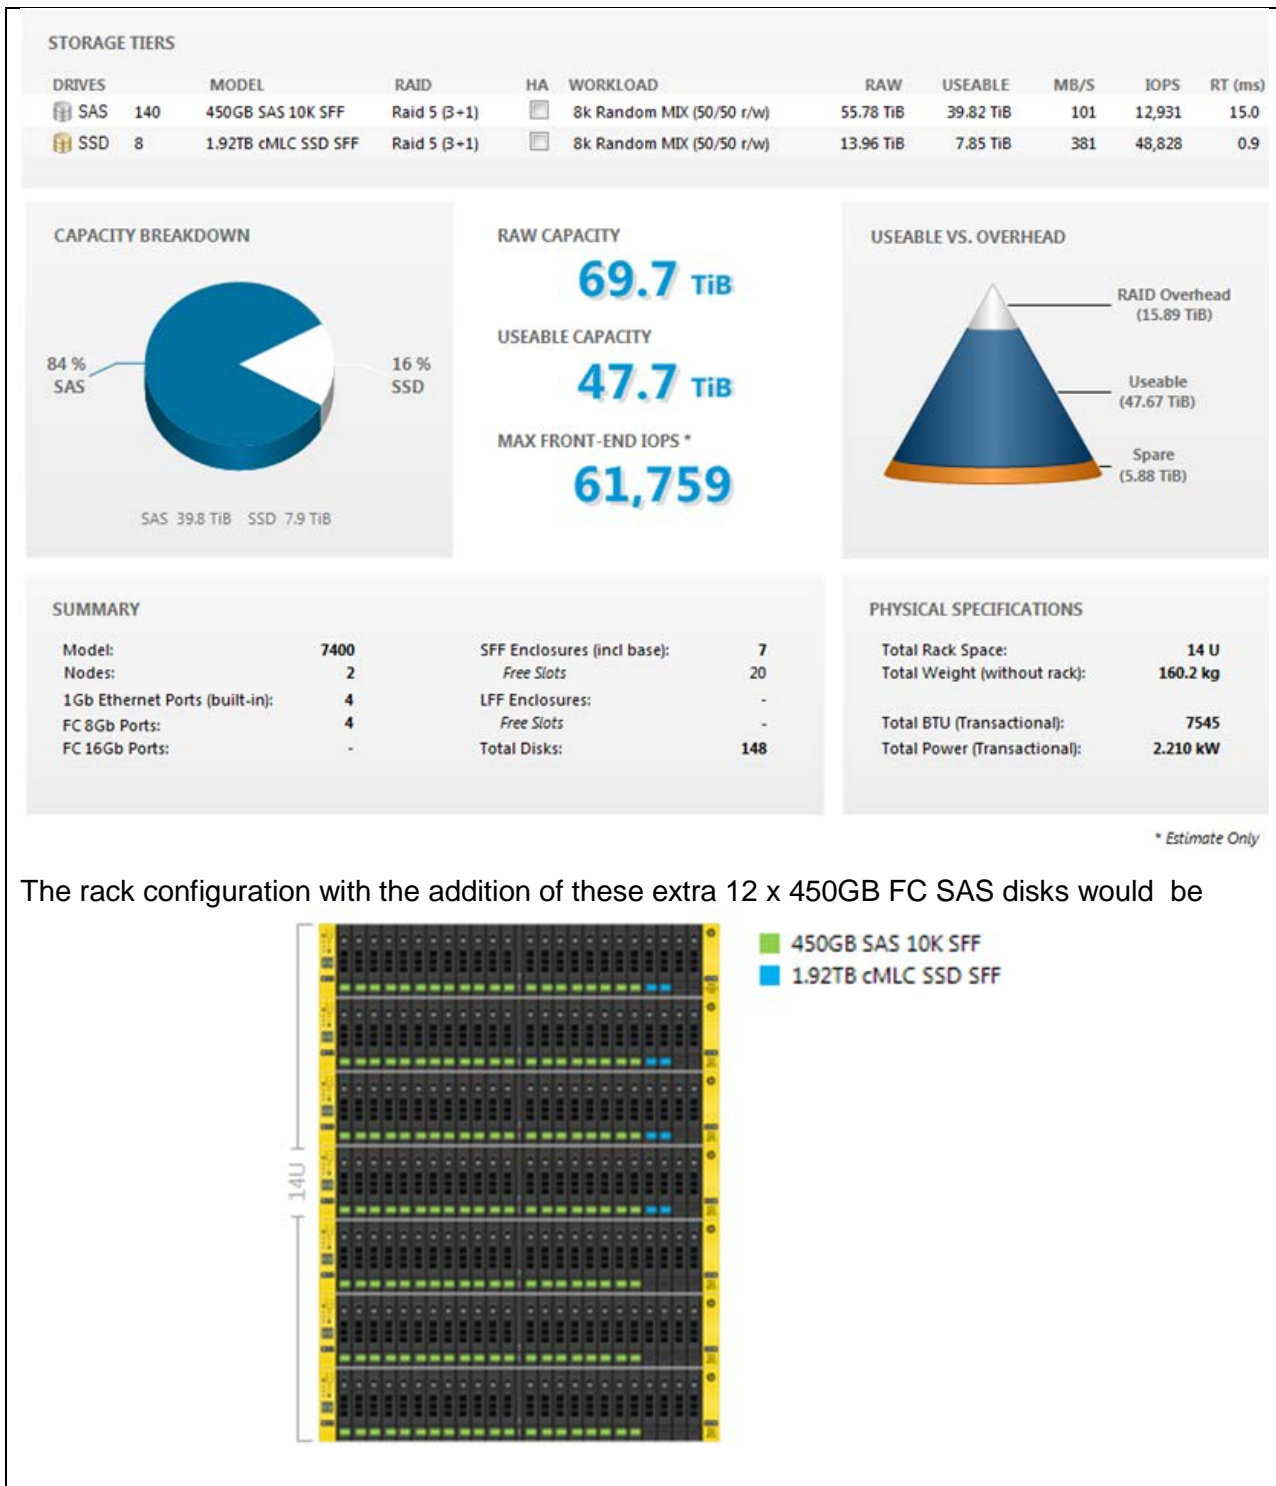 STORAGE TIERS
DRIVES MODEL RAID HA WORKLOAD RAW USEABLE MB/S IOPS RT (ms)
SAS 140 450GB SAS 10K SFF Raid 5 (3+1) 8k Random MIX (50/50 r/w) 55.78 TiB 39.82 TiB 101 12,931 15.0
SSD 8 1.92TB cMLC SSD SFF Raid 5 (3+1) 8k Random MIX (50/50 r/w) 13.96 TiB 7.85 TiB 381 48,828 0.9
CAPACITY BREAKDOWN
84 %
SAS
16 %
SSD
SAS 39.8 TiB SSD 7.9 TiB
RAW CAPACITY
69.7 TiB
USEABLE CAPACITY
47.7 TiB
MAX FRONT-END IOPS *
61,759
USEABLE VS. OVERHEAD
RAID Overhead
(15.89 TiB)
Useable
(47.67 TiB)
Spare
(5.88 TiB)
SUMMARY
Model: 7400
Nodes: 2
1Gb Ethernet Ports (built-in): 4
FC 8Gb Ports: 4
FC 16Gb Ports: -
SFF Enclosures (incl base): 7
Free Slots 20
LFF Enclosures: -
Free Slots -
Total Disks: 148
PHYSICAL SPECIFICATIONS
Total Rack Space: 14 U
Total Weight (without rack): 160.2 kg
Total BTU (Transactional): 7545
Total Power (Transactional): 2.210 kW
* Estimate Only
The rack configuration with the addition of these extra 12 x 450GB FC SAS disks would be
14U
450GB SAS 10K SFF
1.92TB cMLC SSD SFF